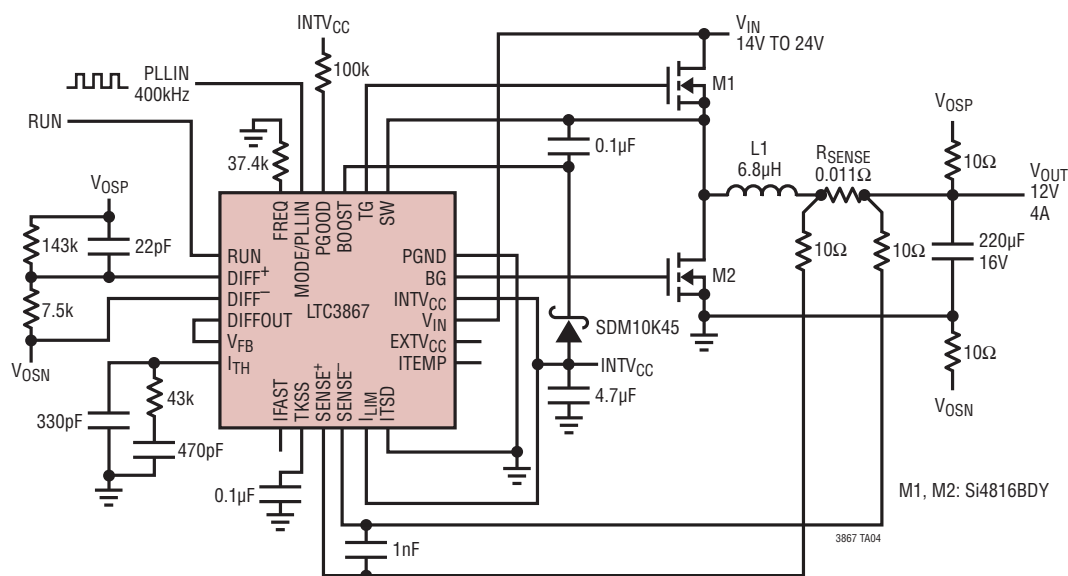 INTVCC
VIN
14V TO 24V
PLLIN
400kHz
100k
M1
RUN
VOSP
0.1µF
37.4k
L1
6.8µH
RSENSE
0.011Ω
10Ω
VOUT
12V
4A
VOSP
FREQ
MODE/PLLIN
PGOOD
BOOST
TG
SW
143k
22pF
RUN
PGND
10Ω
10Ω
220µF
16V
DIFF+
BG
M2
DIFF–
INTVCC
7.5k
LTC3867
DIFFOUT
VIN
SDM10K45
VFB
EXTVCC
VOSN
ITH
ITEMP
INTVCC
10Ω
43k
IFAST
TKSS
SENSE+
SENSE–
ILIM
ITSD
4.7µF
VOSN
330pF
470pF
0.1µF
M1, M2: Si4816BDY
1nF
3867 TA04